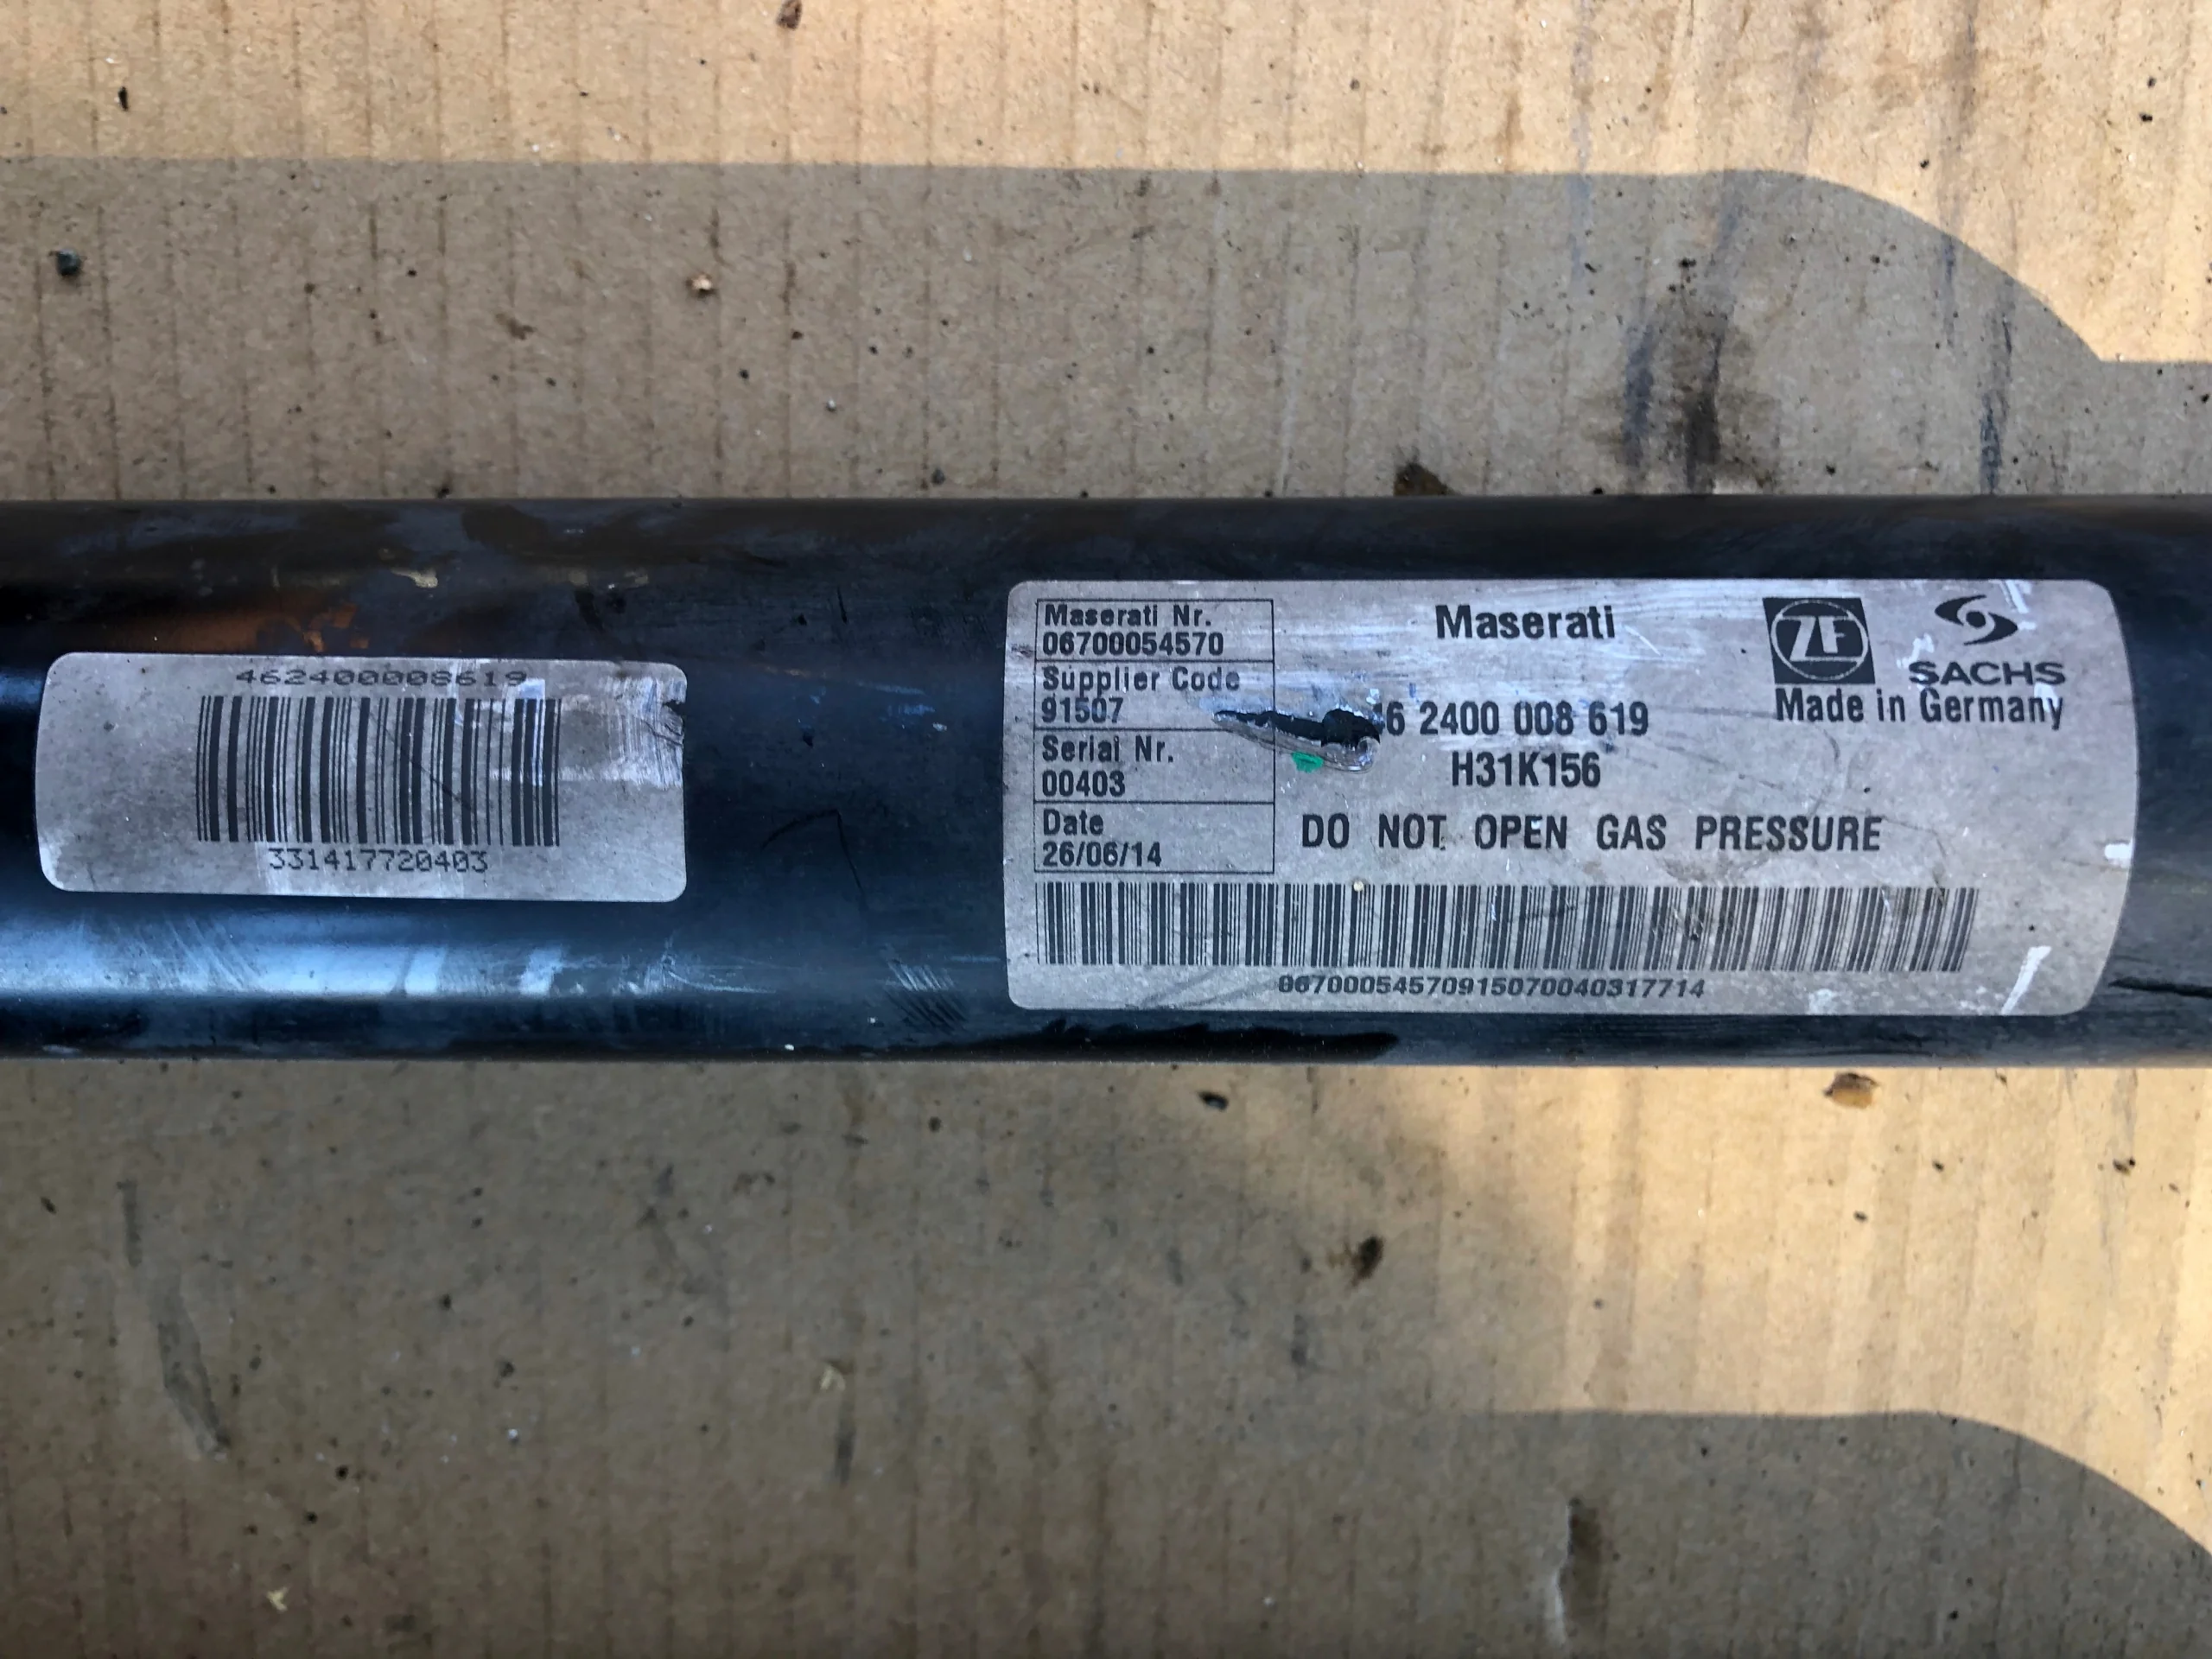 462400008619
331417720403
Maserati Nr.
06700054570
Supplier Code
91507
Serial Nr.
00403
Date
26/06/14
Maserati
6 2400 008 619
H31K156
DO NOT OPEN GAS PRESSURE
ZF
SACHS
Made in Germany
06700054570915070040317714